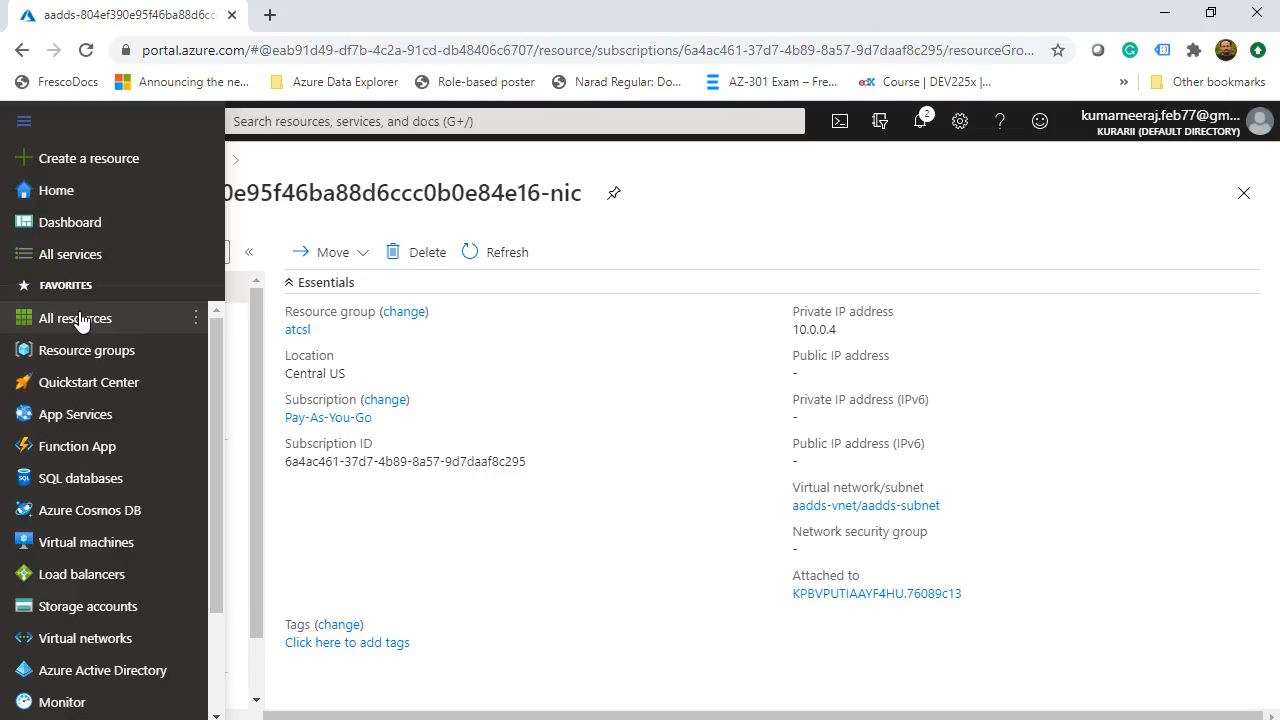 aadds-804ef390e95f46ba88d6ccc
portal.azure.com/#@eab91d49-df7b-4c2a-91cd-db48406c6707/resource/subscriptions/6a4ac461-37d7-4b89-8a57-9d7daaf8c295/resourceGro...
FrescoDocs
Announcing the ne...
Azure Data Explorer
Role-based poster
Narad Regular: Do...
AZ-301 Exam – Fre...
edX
Course | DEV225x |...
»
Other bookmarks
Search resources, services, and docs (G+/)
2
kumarneeraj.feb77@gm...
KURARII (DEFAULT DIRECTORY)
Create a resource
Home
Dashboard
All services
FAVORITES
All resources
Resource groups
Quickstart Center
App Services
Function App
SQL databases
Azure Cosmos DB
Virtual machines
Load balancers
Storage accounts
Virtual networks
Azure Active Directory
Monitor
0e95f46ba88d6ccc0b0e84e16-nic
Move
Delete
Refresh
Essentials
Resource group (change)
atcsl
Location
Central US
Subscription (change)
Pay-As-You-Go
Subscription ID
6a4ac461-37d7-4b89-8a57-9d7daaf8c295
Private IP address
10.0.0.4
Public IP address
-
Private IP address (IPv6)
-
Public IP address (IPv6)
-
Virtual network/subnet
aadds-vnet/aadds-subnet
Network security group
-
Attached to
KPBVPUTIAAYF4HU.76089c13
Tags (change)
Click here to add tags